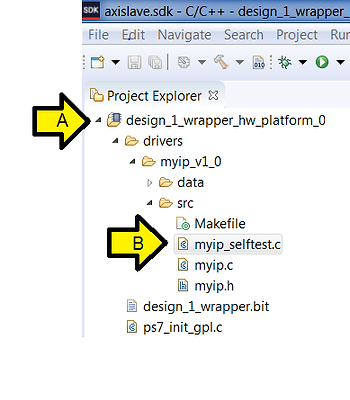 SDK axislave.sdk - C/C++ - design_1_wrapper_
File Edit Navigate Search Project Run
010
Project Explorer
A design_1_wrapper_hw_platform_0
drivers
myip_v1_0
data
src
Makefile
B myip_selftest.c
myip.c
myip.h
design_1_wrapper.bit
ps7_init_gpl.c